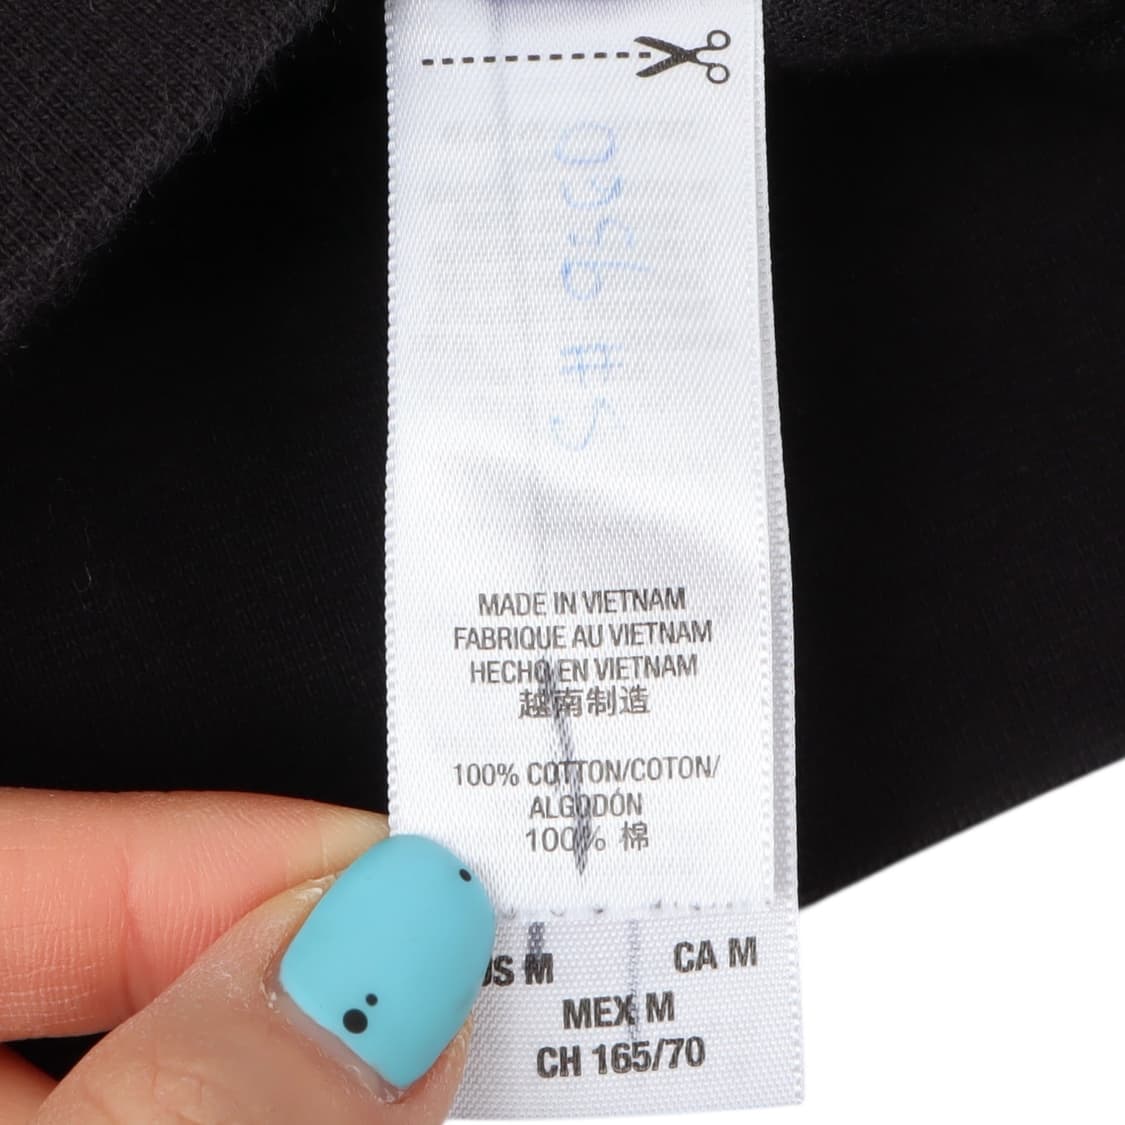 S# 9560
MADE IN VIETNAM
FABRIQUE AU VIETNAM
HECHO EN VIETNAM
越南制造
100% COTTON/COTON/
ALGODÓN
100% 棉
US M CA M
MEX M
CH 165/70